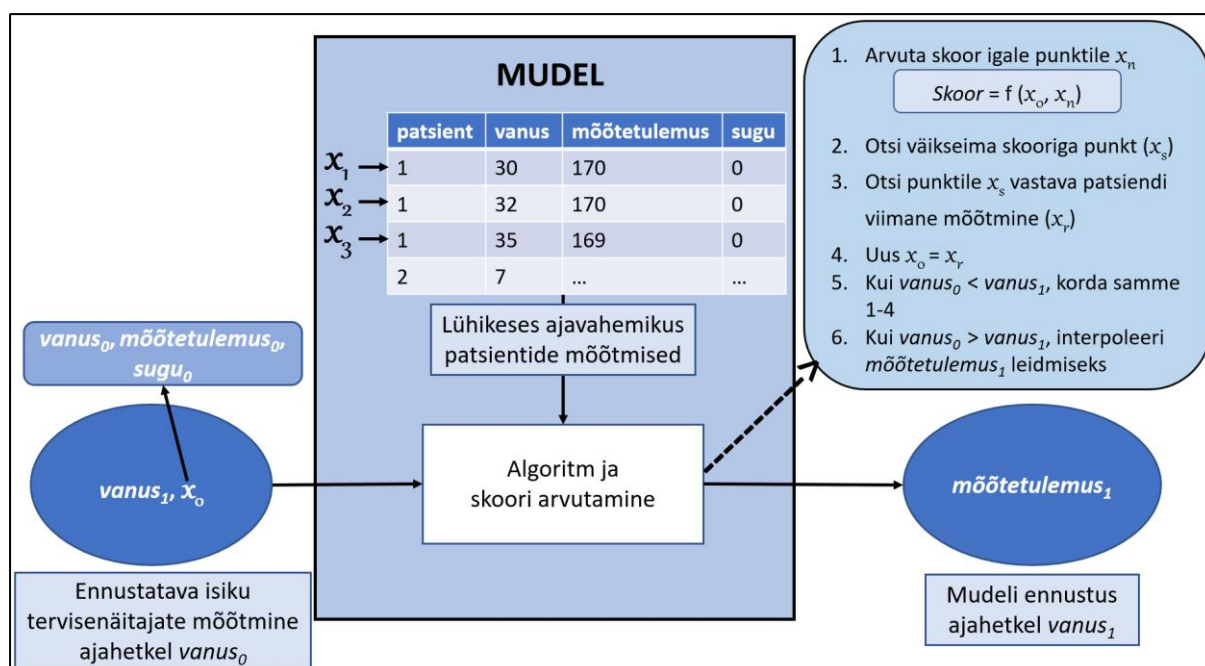 MUDEL
patsient vanus mõõtetulemus sugu
x₁ 1 30 170 0
x₂ 1 32 170 0
x₃ 1 35 169 0
2 7 ... ...
Lühikeses ajavahemikus
patsientide mõõtmised
Algoritm ja
skoori arvutamine
vanus₀, mõõtetulemus₀,
sugu₀
vanus₁, x₀
Ennustatava isiku
tervisenäitajate mõõtmine
ajahetkel vanus₀
1. Arvuta skoor igale punktile xₙ
Skoor = f (x₀, xₙ)
2. Otsi väikseima skooriga punkt (xₛ)
3. Otsi punktile xₛ vastava patsiendi
viimane mõõtmine (xᵣ)
4. Uus x₀ = xᵣ
5. Kui vanus₀ < vanus₁, korda samme
1-4
6. Kui vanus₀ > vanus₁, interpoleeri
mõõtetulemus₁ leidmiseks
mõõtetulemus₁
Mudeli ennustus
ajahetkel vanus₁